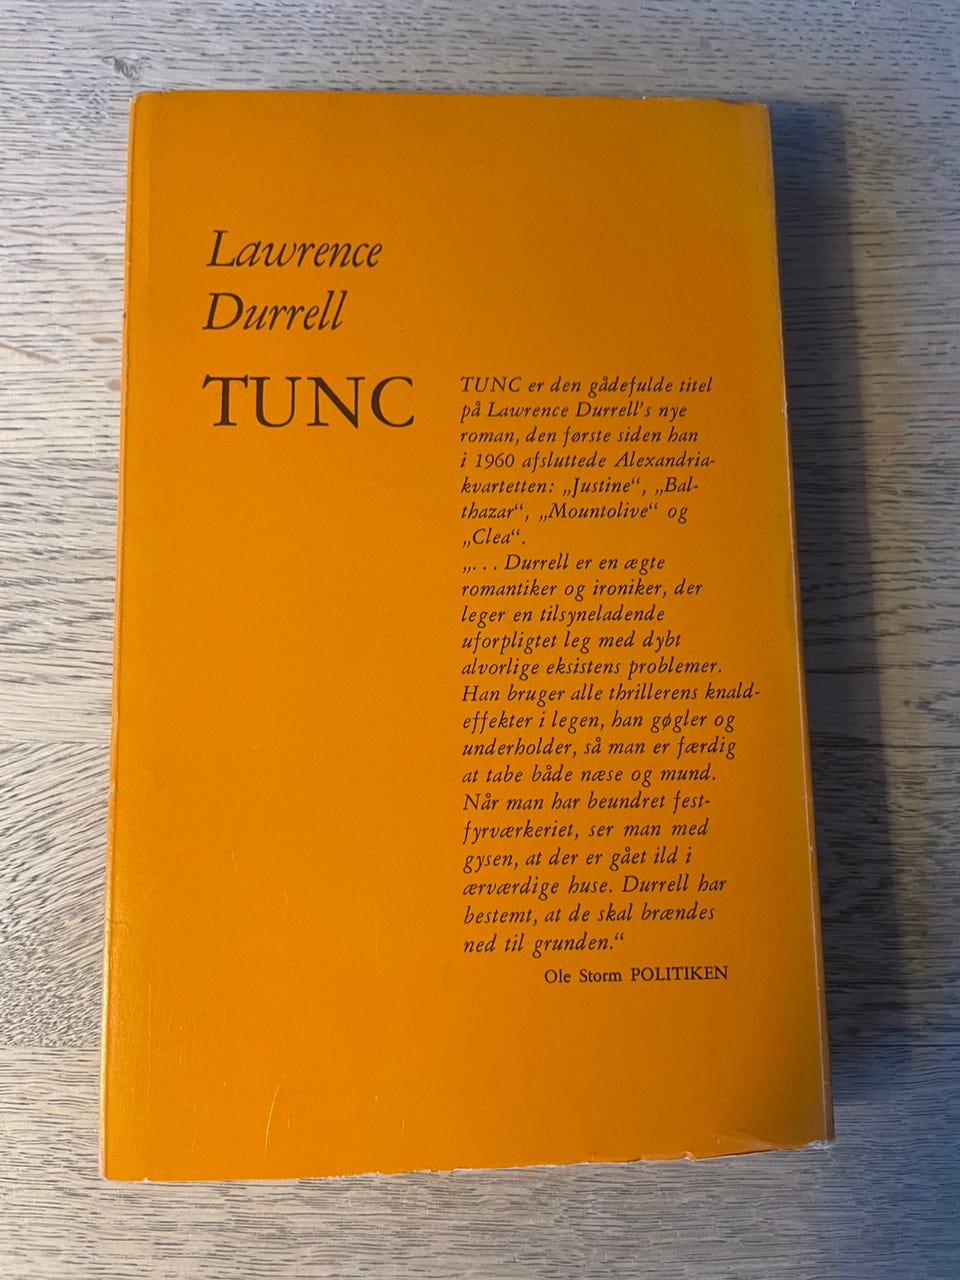 Lawrence
Durrell
TUNC
TUNC er den gådefulde titel
på Lawrence Durrell's nye
roman, den første siden han
i 1960 afsluttede Alexandria-
kvartetten: „Justine“, „Bal-
thazar“, „Mountolive“ og
„Clea“.
„. . . Durrell er en ægte
romantiker og ironiker, der
leger en tilsyneladende
uforpligtet leg med dybt
alvorlige eksistens problemer.
Han bruger alle thrillerens knald-
effekter i legen, han gøgler og
underholder, så man er færdig
at tabe både næse og mund.
Når man har beundret fest-
fyrværkeriet, ser man med
gysen, at der er gået ild i
ærværdige huse. Durrell har
bestemt, at de skal brændes
ned til grunden.“
Ole Storm POLITIKEN